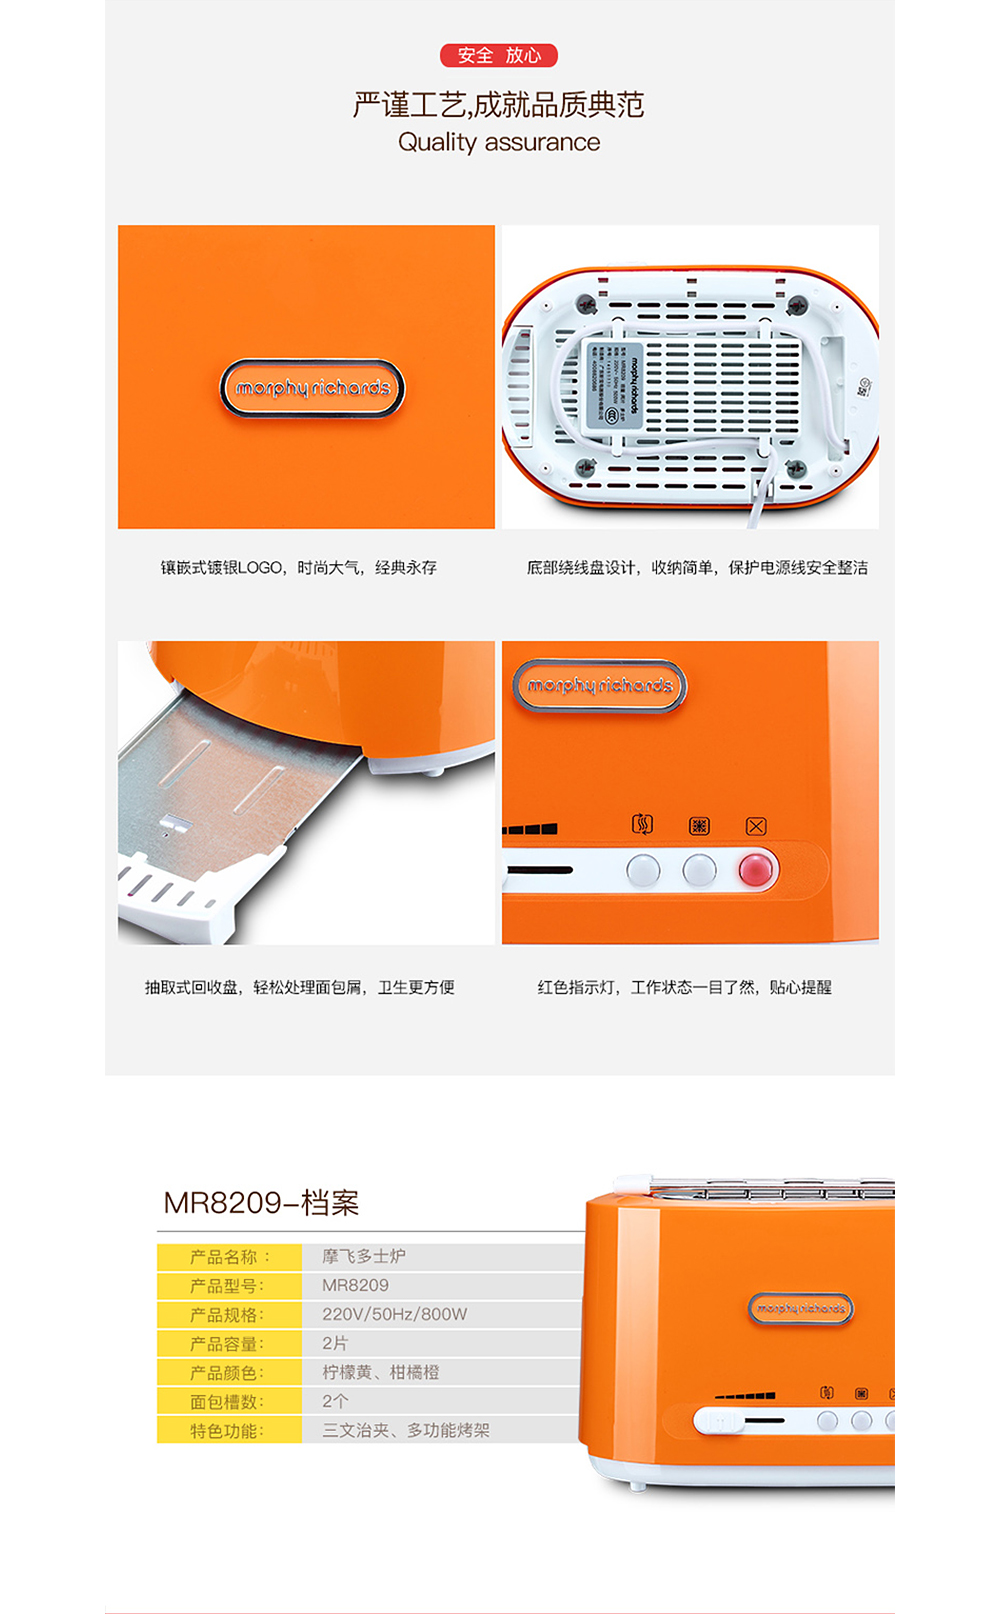 安全 放心
严谨工艺,成就品质典范
Quality assurance
morphy richards
morphy richards
MR8209
220V~ 50Hz 800W
4008820586
镶嵌式镀银LOGO，时尚大气，经典永存
底部绕线盘设计，收纳简单，保护电源线安全整洁
morphy richards
抽取式回收盘，轻松处理面包屑，卫生更方便
红色指示灯，工作状态一目了然，贴心提醒
MR8209-档案
产品名称： 摩飞多士炉
产品型号： MR8209
产品规格： 220V/50Hz/800W
产品容量： 2片
产品颜色： 柠檬黄、柑橘橙
面包槽数： 2个
特色功能： 三文治夹、多功能烤架
morphy richards